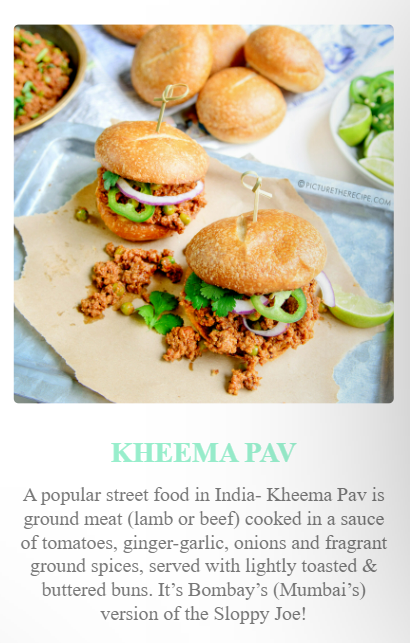 ©PICTURETHERECIPE.COM
KHEEMA PAV
A popular street food in India- Kheema Pav is
ground meat (lamb or beef) cooked in a sauce
of tomatoes, ginger-garlic, onions and fragrant
ground spices, served with lightly toasted &
buttered buns. It’s Bombay’s (Mumbai’s)
version of the Sloppy Joe!